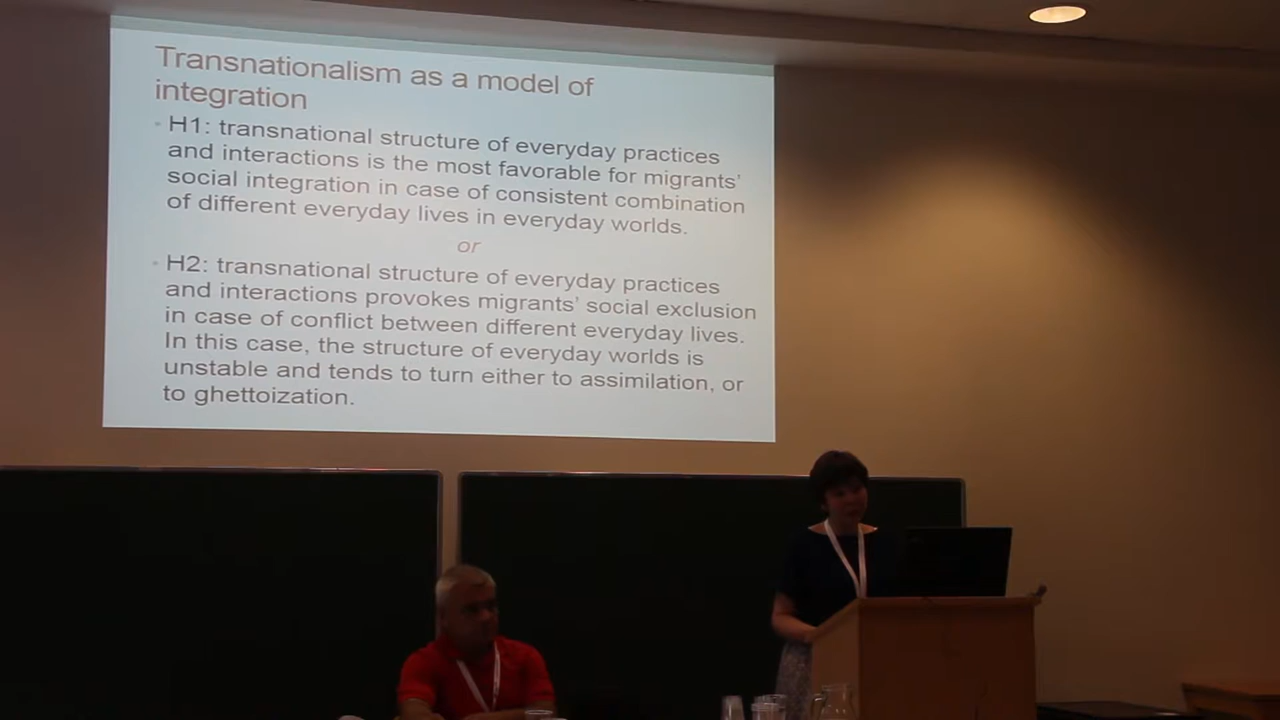 Transnationalism as a model of
integration
H1: transnational structure of everyday practices
and interactions is the most favorable for migrants'
social integration in case of consistent combination
of different everyday lives in everyday worlds.
or
H2: transnational structure of everyday practices
and interactions provokes migrants' social exclusion
in case of conflict between different everyday lives.
In this case, the structure of everyday worlds is
unstable and tends to turn either to assimilation, or
to ghettoization.